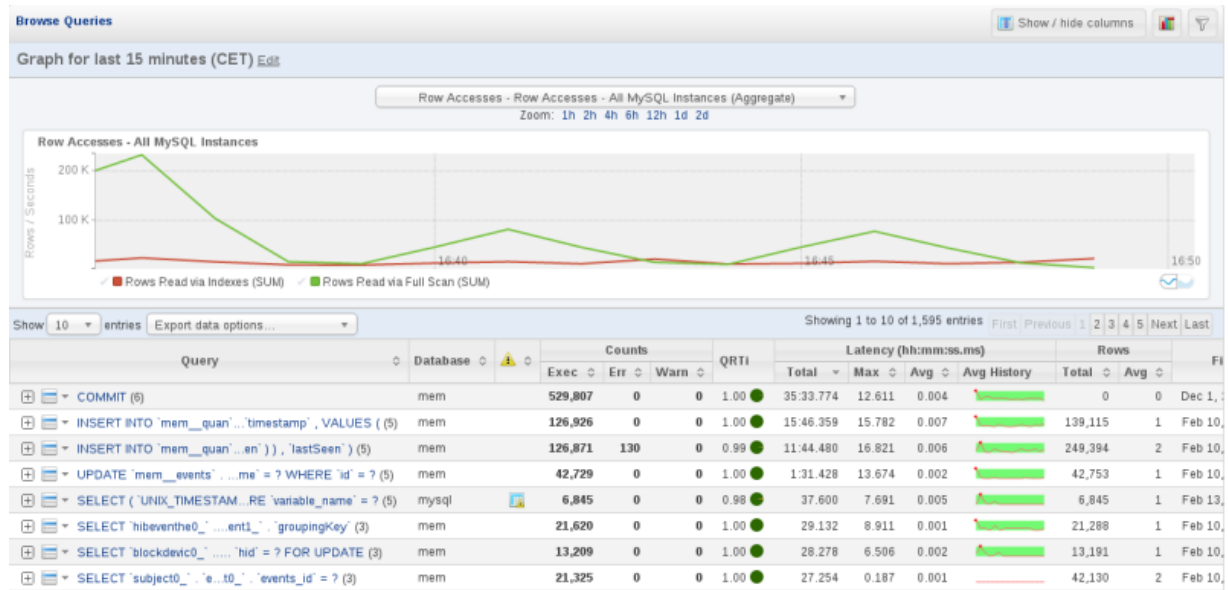 Browse Queries
Show / hide columns
Graph for last 15 minutes (CET) Edit
Row Accesses - Row Accesses - All MySQL Instances (Aggregate)
Zoom: 1h 2h 4h 6h 12h 1d 2d
Row Accesses - All MySQL Instances
Rows / Seconds
200 K
100 K
16:40
16:45
16:50
Rows Read via Indexes (SUM) Rows Read via Full Scan (SUM)
Show 10 entries Export data options... Showing 1 to 10 of 1,595 entries First Previous 1 2 3 4 5 Next Last
Query Database Counts QRTi Latency (hh:mm:ss.ms) Rows Fi
Exec Err Warn Total Max Avg Avg History Total Avg
COMMIT (6) mem 529,807 0 0 1.00 35:33.774 12.611 0.004 0 0 Dec 1,
INSERT INTO `mem__quan`...`timestamp` , VALUES ( (5) mem 126,926 0 0 1.00 15:46.359 15.782 0.007 139,115 1 Feb 10,
INSERT INTO `mem__quan`...en` ) ) , `lastSeen` ) (5) mem 126,871 130 0 0.99 11:44.480 16.821 0.006 249,394 2 Feb 10,
UPDATE `mem__events` . ...me` = ? WHERE `id` = ? (5) mem 42,729 0 0 1.00 1:31.428 13.674 0.002 42,753 1 Feb 10,
SELECT ( `UNIX_TIMESTAM...RE `variable_name` = ? (5) mysql 6,845 0 0 0.98 37.600 7.691 0.005 6,845 1 Feb 13,
SELECT `hibeventhe0_` ....ent1_` . `groupingKey` (3) mem 21,620 0 0 1.00 29.132 8.911 0.001 21,288 1 Feb 10,
SELECT `blockdevic0_` ..... `hid` = ? FOR UPDATE (3) mem 13,209 0 0 1.00 28.278 6.506 0.002 13,191 1 Feb 10,
SELECT `subject0_` . `e...t0_` . `events_id` = ? (3) mem 21,325 0 0 1.00 27.254 0.187 0.001 42,130 2 Feb 10,